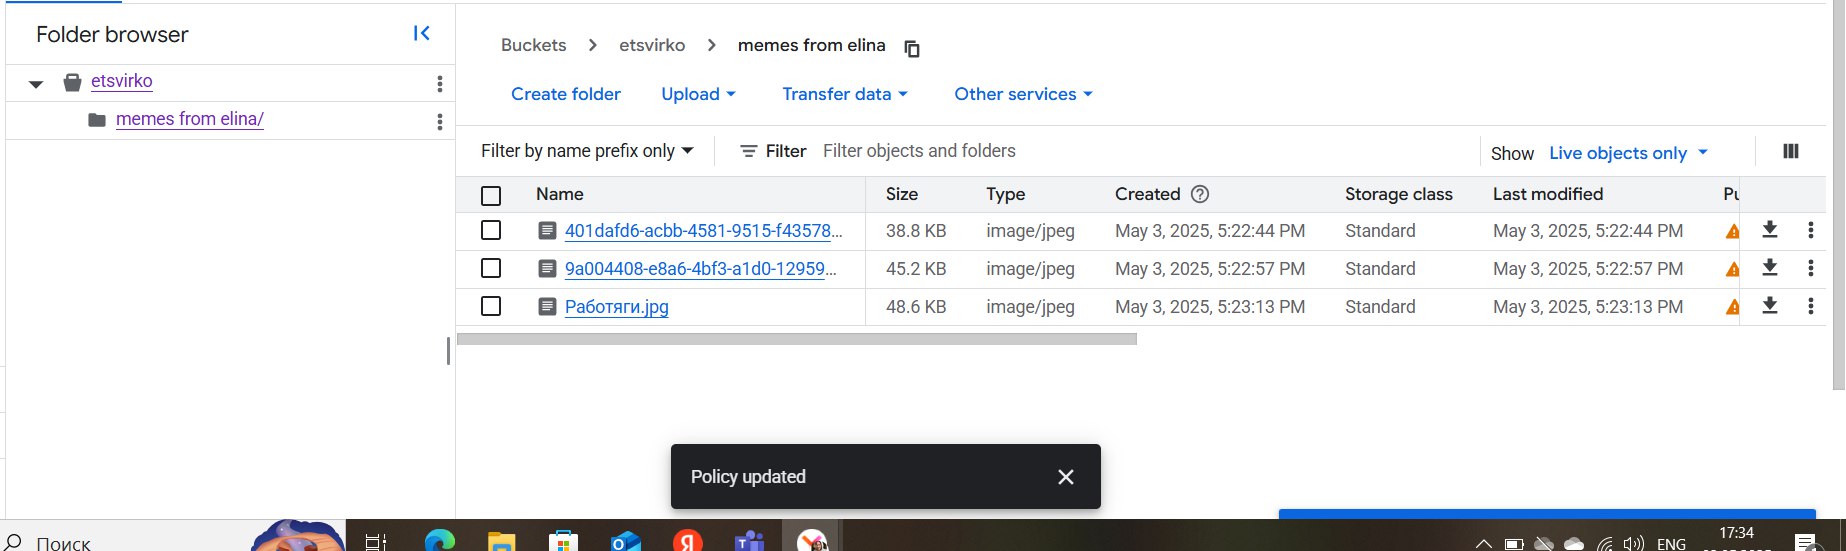 Folder browser
etsvirko
memes from elina/
Buckets > etsvirko > memes from elina
Create folder Upload Transfer data Other services
Filter by name prefix only Filter Filter objects and folders Show Live objects only
Name Size Type Created Storage class Last modified
401dafd6-acbb-4581-9515-f43578... 38.8 KB image/jpeg May 3, 2025, 5:22:44 PM Standard May 3, 2025, 5:22:44 PM
9a004408-e8a6-4bf3-a1d0-12959... 45.2 KB image/jpeg May 3, 2025, 5:22:57 PM Standard May 3, 2025, 5:22:57 PM
Работяги.jpg 48.6 KB image/jpeg May 3, 2025, 5:23:13 PM Standard May 3, 2025, 5:23:13 PM
Policy updated
Поиск ENG 17:34